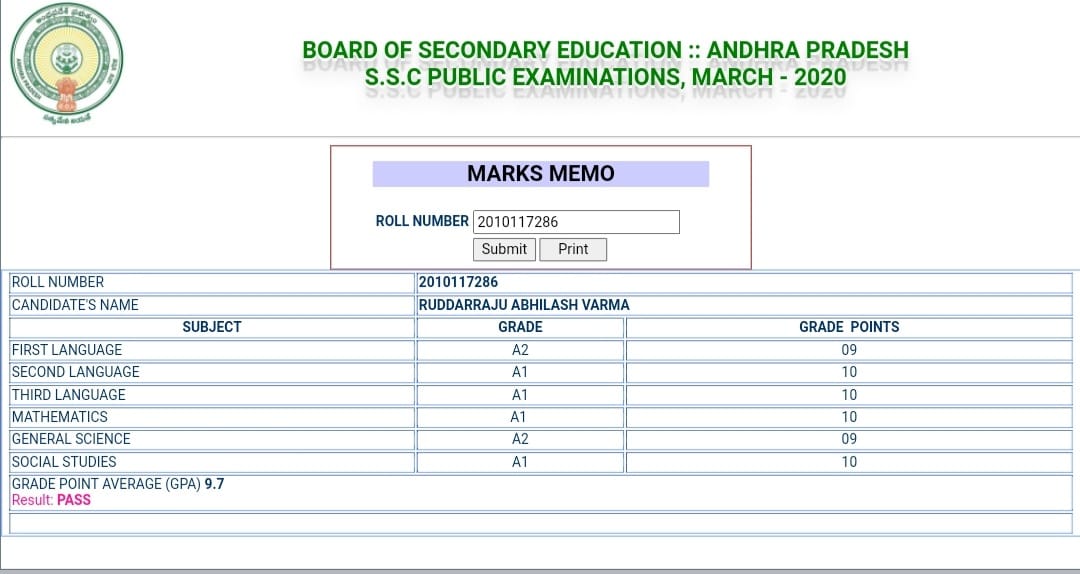 BOARD OF SECONDARY EDUCATION :: ANDHRA PRADESH
S.S.C PUBLIC EXAMINATIONS, MARCH - 2020
MARKS MEMO
ROLL NUMBER 2010117286
Submit Print
ROLL NUMBER 2010117286
CANDIDATE'S NAME RUDDARRAJU ABHILASH VARMA
SUBJECT GRADE GRADE POINTS
FIRST LANGUAGE A2 09
SECOND LANGUAGE A1 10
THIRD LANGUAGE A1 10
MATHEMATICS A1 10
GENERAL SCIENCE A2 09
SOCIAL STUDIES A1 10
GRADE POINT AVERAGE (GPA) 9.7
Result: PASS